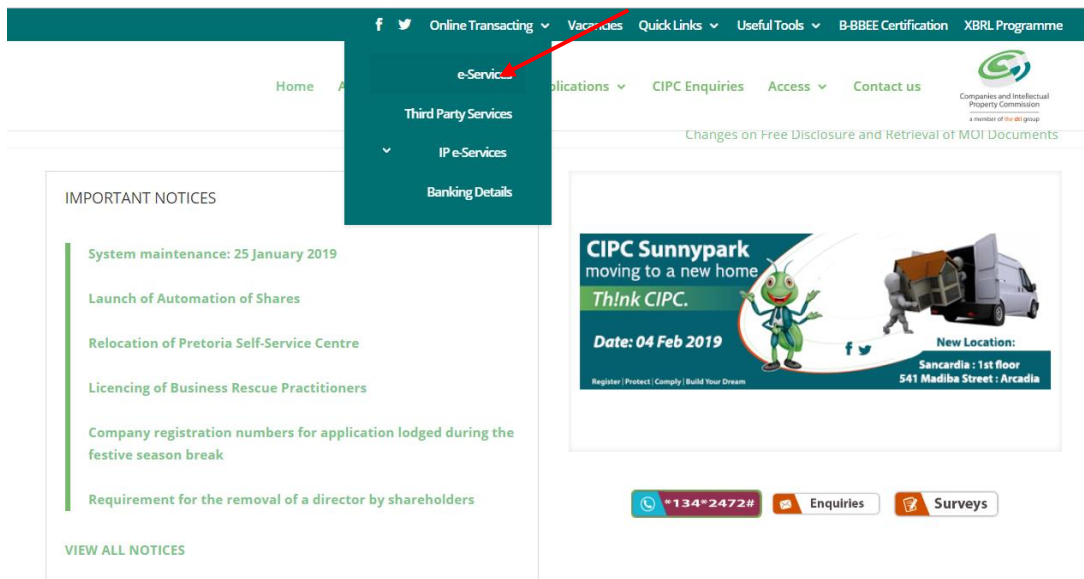 Online Transacting Vacancies Quick Links Useful Tools B-BBEE Certification XBRL Programme
e-Services
Third Party Services
IP e-Services
Banking Details
Home A plications CIPC Enquiries Access Contact us
Companies and Intellectual
Property Commission
a member of the dti group
Changes on Free Disclosure and Retrieval of MOI Documents
IMPORTANT NOTICES
System maintenance: 25 January 2019
Launch of Automation of Shares
Relocation of Pretoria Self-Service Centre
Licencing of Business Rescue Practitioners
Company registration numbers for application lodged during the
festive season break
Requirement for the removal of a director by shareholders
VIEW ALL NOTICES
CIPC Sunnypark
moving to a new home
Th!nk CIPC.
Date: 04 Feb 2019
Register | Protect | Comply | Build Your Dream
New Location:
Sancardia : 1st floor
541 Madiba Street : Arcadia
*134*2472# Enquiries Surveys